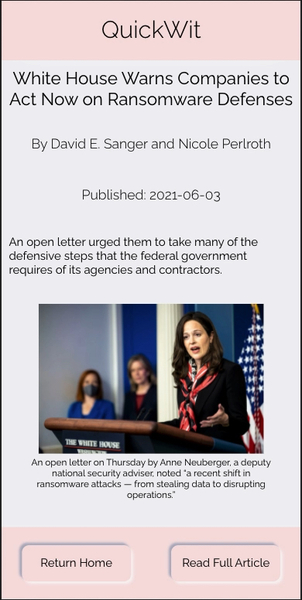 QuickWit
White House Warns Companies to
Act Now on Ransomware Defenses
By David E. Sanger and Nicole Perlroth
Published: 2021-06-03
An open letter urged them to take many of the
defensive steps that the federal government
requires of its agencies and contractors.
THE WHITE HOUSE
WASHINGTON
An open letter on Thursday by Anne Neuberger, a deputy
national security adviser, noted “a recent shift in
ransomware attacks — from stealing data to disrupting
operations.”
Return Home
Read Full Article